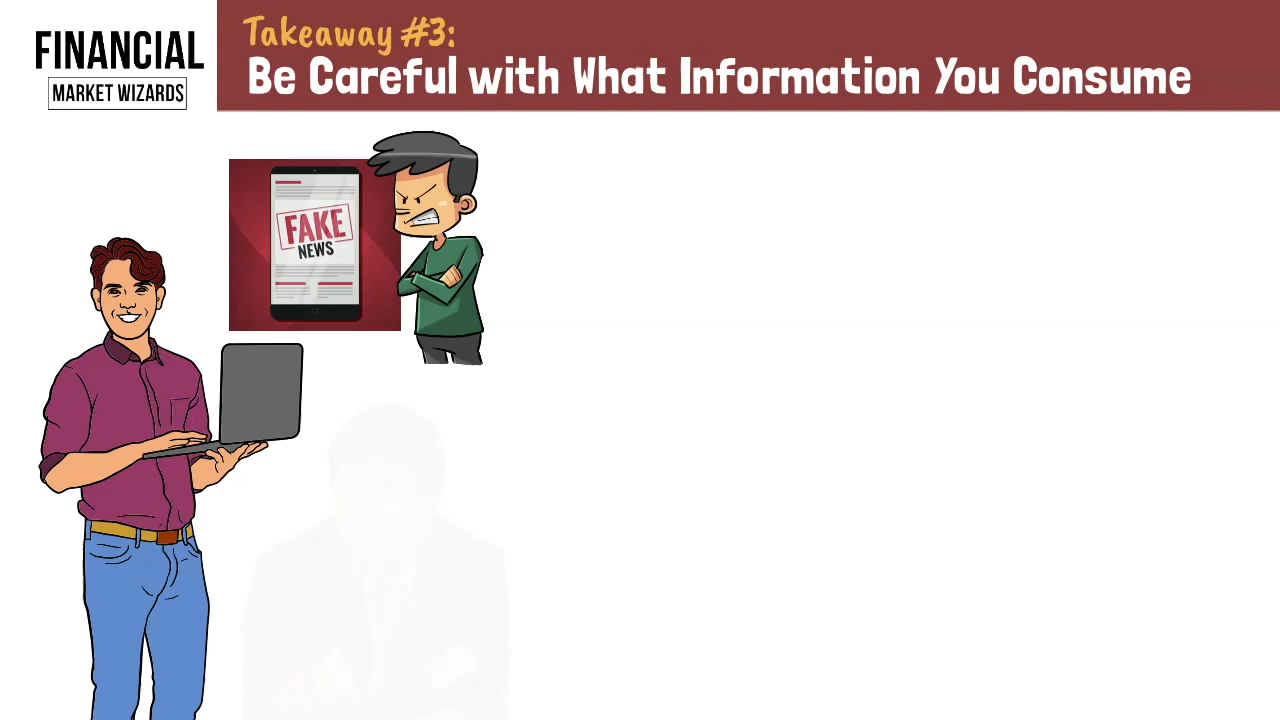 FINANCIAL
MARKET WIZARDS
Takeaway #3:
Be Careful with What Information You Consume
FAKE
NEWS